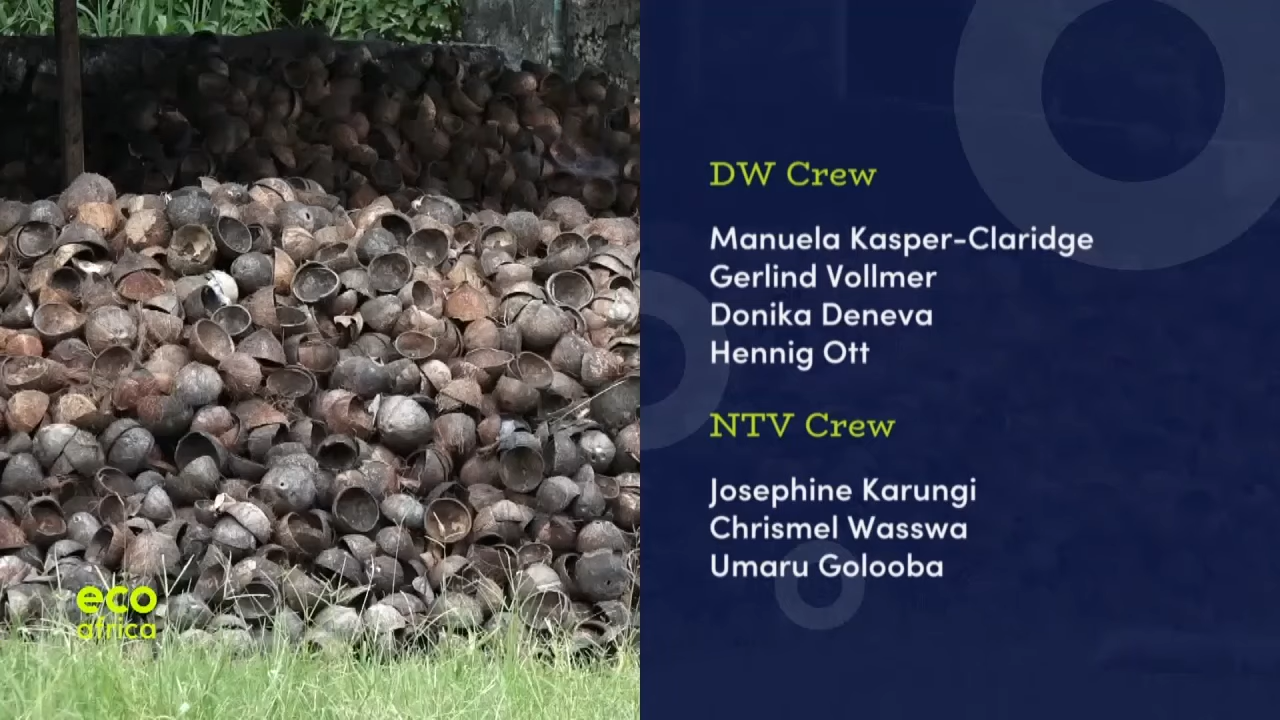 eco
africa
DW Crew
Manuela Kasper-Claridge
Gerlind Vollmer
Donika Deneva
Hennig Ott
NTV Crew
Josephine Karungi
Chrismel Wasswa
Umaru Golooba